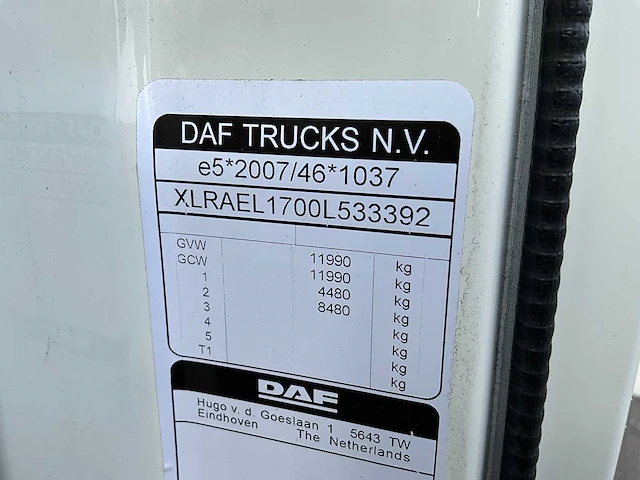 DAF TRUCKS N.V.
e5*2007/46*1037
XLRAEL1700L533392
GVW 11990 kg
GCW 11990 kg
1 4480 kg
2 8480 kg
3 kg
4 kg
5 kg
T1 kg
DAF
Hugo v. d. Goeslaan 1 5643 TW
Eindhoven The Netherlands